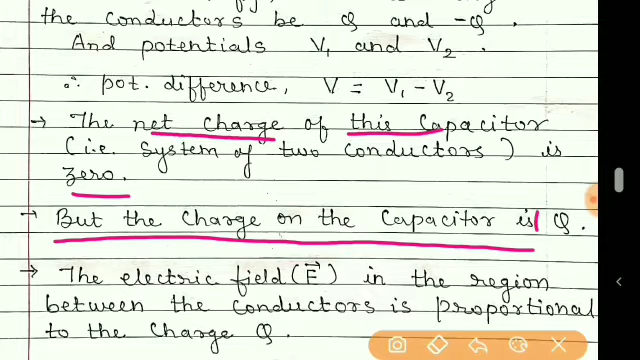 the conductors be Q and -Q.
And potentials V₁ and V₂.
∴ pot. difference, V = V₁ - V₂
→ The net charge of this Capacitor
(i.e. System of two Conductors) is
zero.
→ But the Charge on the Capacitor is Q.
→ The electric field (E⃗) in the region
between the Conductors is proportional
to the Charge Q.